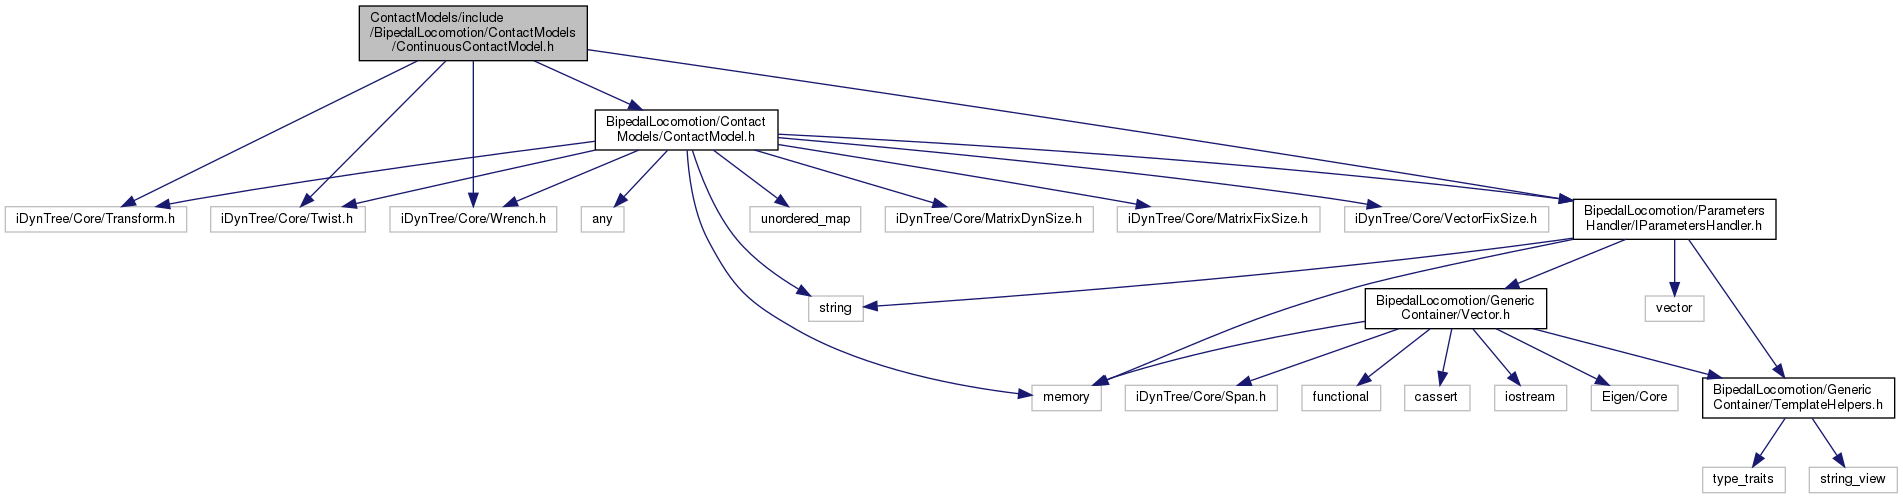 ContactModels/include
/BipedalLocomotion/ContactModels
/ContinuousContactModel.h
BipedalLocomotion/Contact
Models/ContactModel.h
iDynTree/Core/Transform.h
iDynTree/Core/Twist.h
iDynTree/Core/Wrench.h
any
unordered_map
iDynTree/Core/MatrixDynSize.h
iDynTree/Core/MatrixFixSize.h
iDynTree/Core/VectorFixSize.h
BipedalLocomotion/Parameters
Handler/IParametersHandler.h
string
BipedalLocomotion/Generic
Container/Vector.h
vector
memory
iDynTree/Core/Span.h
functional
cassert
iostream
Eigen/Core
BipedalLocomotion/Generic
Container/TemplateHelpers.h
type_traits
string_view